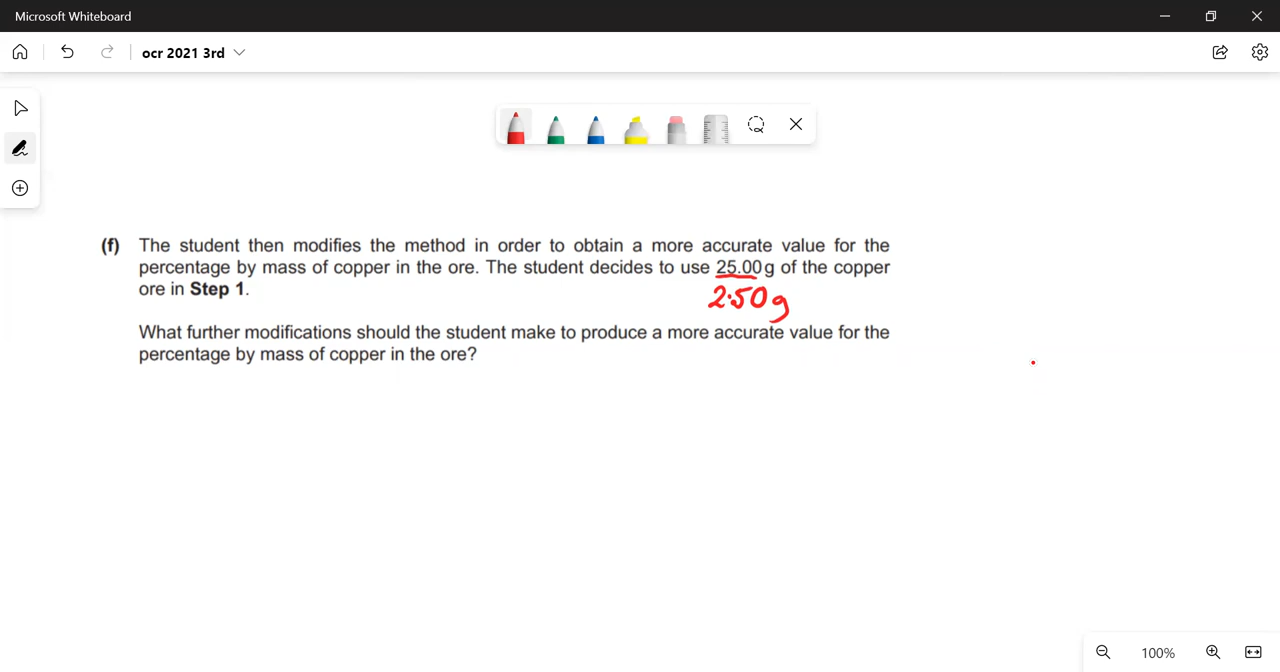 Microsoft Whiteboard
ocr 2021 3rd
(f) The student then modifies the method in order to obtain a more accurate value for the
percentage by mass of copper in the ore. The student decides to use 25.00g of the copper
ore in Step 1.
2.50g
What further modifications should the student make to produce a more accurate value for the
percentage by mass of copper in the ore?
100%